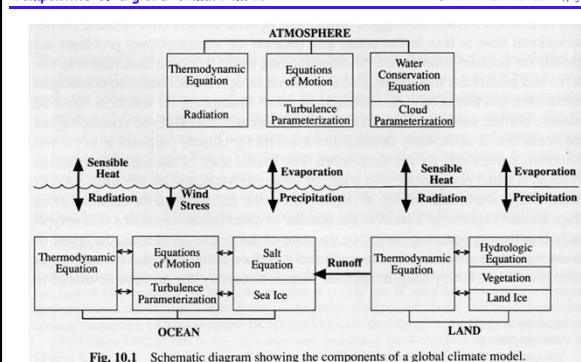 ATMOSPHERE
Thermodynamic
Equation
Radiation
Equations
of Motion
Turbulence
Parameterization
Water
Conservation
Equation
Cloud
Parameterization
Sensible
Heat
Radiation
Wind
Stress
Evaporation
Precipitation
Sensible
Heat
Radiation
Evaporation
Precipitation
Thermodynamic
Equation
Equations
of Motion
Turbulence
Parameterization
Salt
Equation
Sea Ice
OCEAN
Runoff
Thermodynamic
Equation
Hydrologic
Equation
Vegetation
Land Ice
LAND
Fig. 10.1 Schematic diagram showing the components of a global climate model.